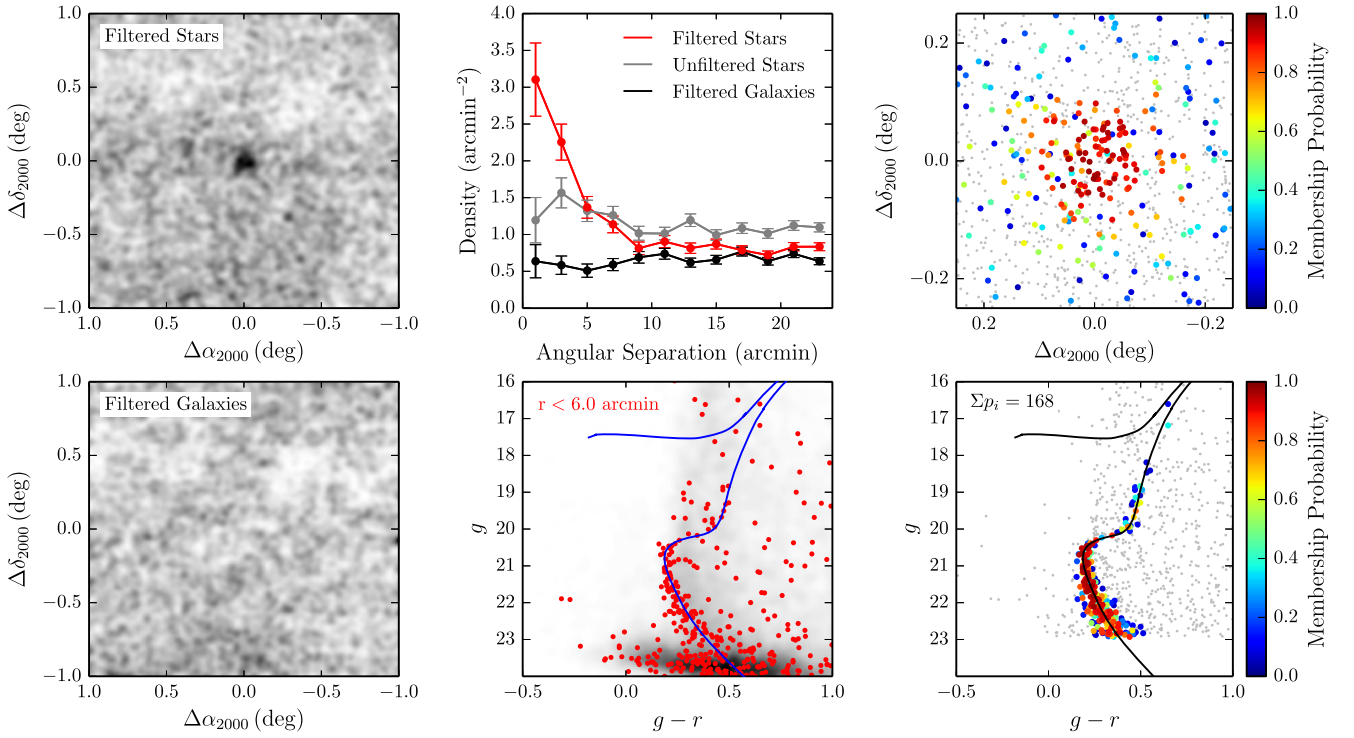 Filtered Stars
1.0
0.5
0.0
−0.5
−1.0
Δδ2000 (deg)
1.0 0.5 0.0 −0.5 −1.0
Δα2000 (deg)
Filtered Stars
Unfiltered Stars
Filtered Galaxies
4.0
3.5
3.0
2.5
2.0
1.5
1.0
0.5
0.0
Density (arcmin−2)
0 5 10 15 20
Angular Separation (arcmin)
0.2
0.0
−0.2
Δδ2000 (deg)
0.2 0.0 −0.2
Δα2000 (deg)
1.0
0.8
0.6
0.4
0.2
0.0
Membership Probability
Filtered Galaxies
1.0
0.5
0.0
−0.5
−1.0
Δδ2000 (deg)
1.0 0.5 0.0 −0.5 −1.0
Δα2000 (deg)
r < 6.0 arcmin
16
17
18
19
20
21
22
23
g
−0.5 0.0 0.5 1.0
g − r
Σpi = 168
16
17
18
19
20
21
22
23
g
−0.5 0.0 0.5 1.0
g − r
1.0
0.8
0.6
0.4
0.2
0.0
Membership Probability